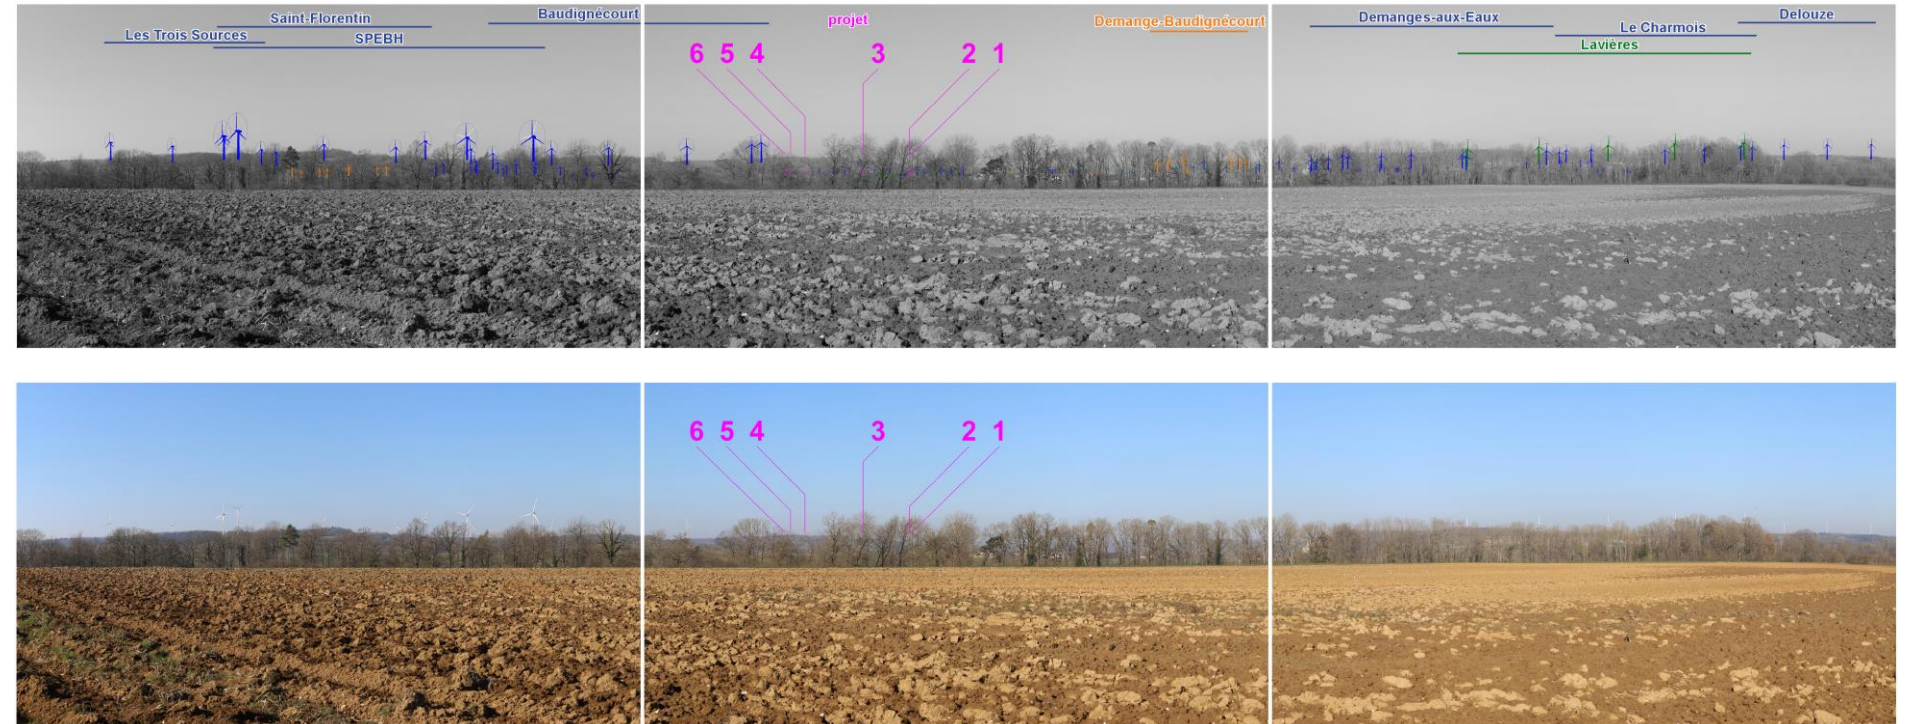 Saint-Florentin
Baudignécourt
projet
Demange-Baudignécourt
Demanges-aux-Eaux
Delouze
Les Trois Sources
SPEBH
Le Charmois
Lavières
6 5 4 3 2 1
6 5 4 3 2 1